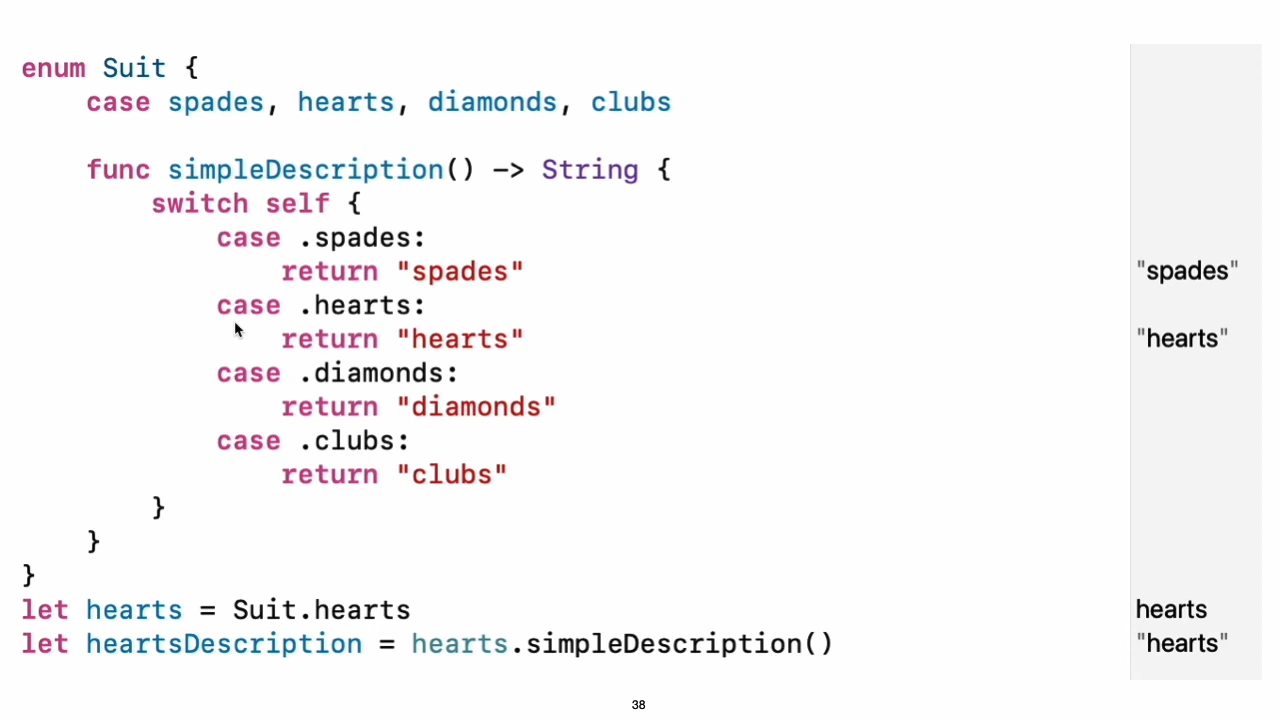 enum Suit {
    case spades, hearts, diamonds, clubs
    func simpleDescription() -> String {
        switch self {
            case .spades:
                return "spades"
"spades"
            case .hearts:
                return "hearts"
"hearts"
            case .diamonds:
                return "diamonds"
            case .clubs:
                return "clubs"
        }
    }
}
let hearts = Suit.hearts
hearts
let heartsDescription = hearts.simpleDescription()
"hearts"
38